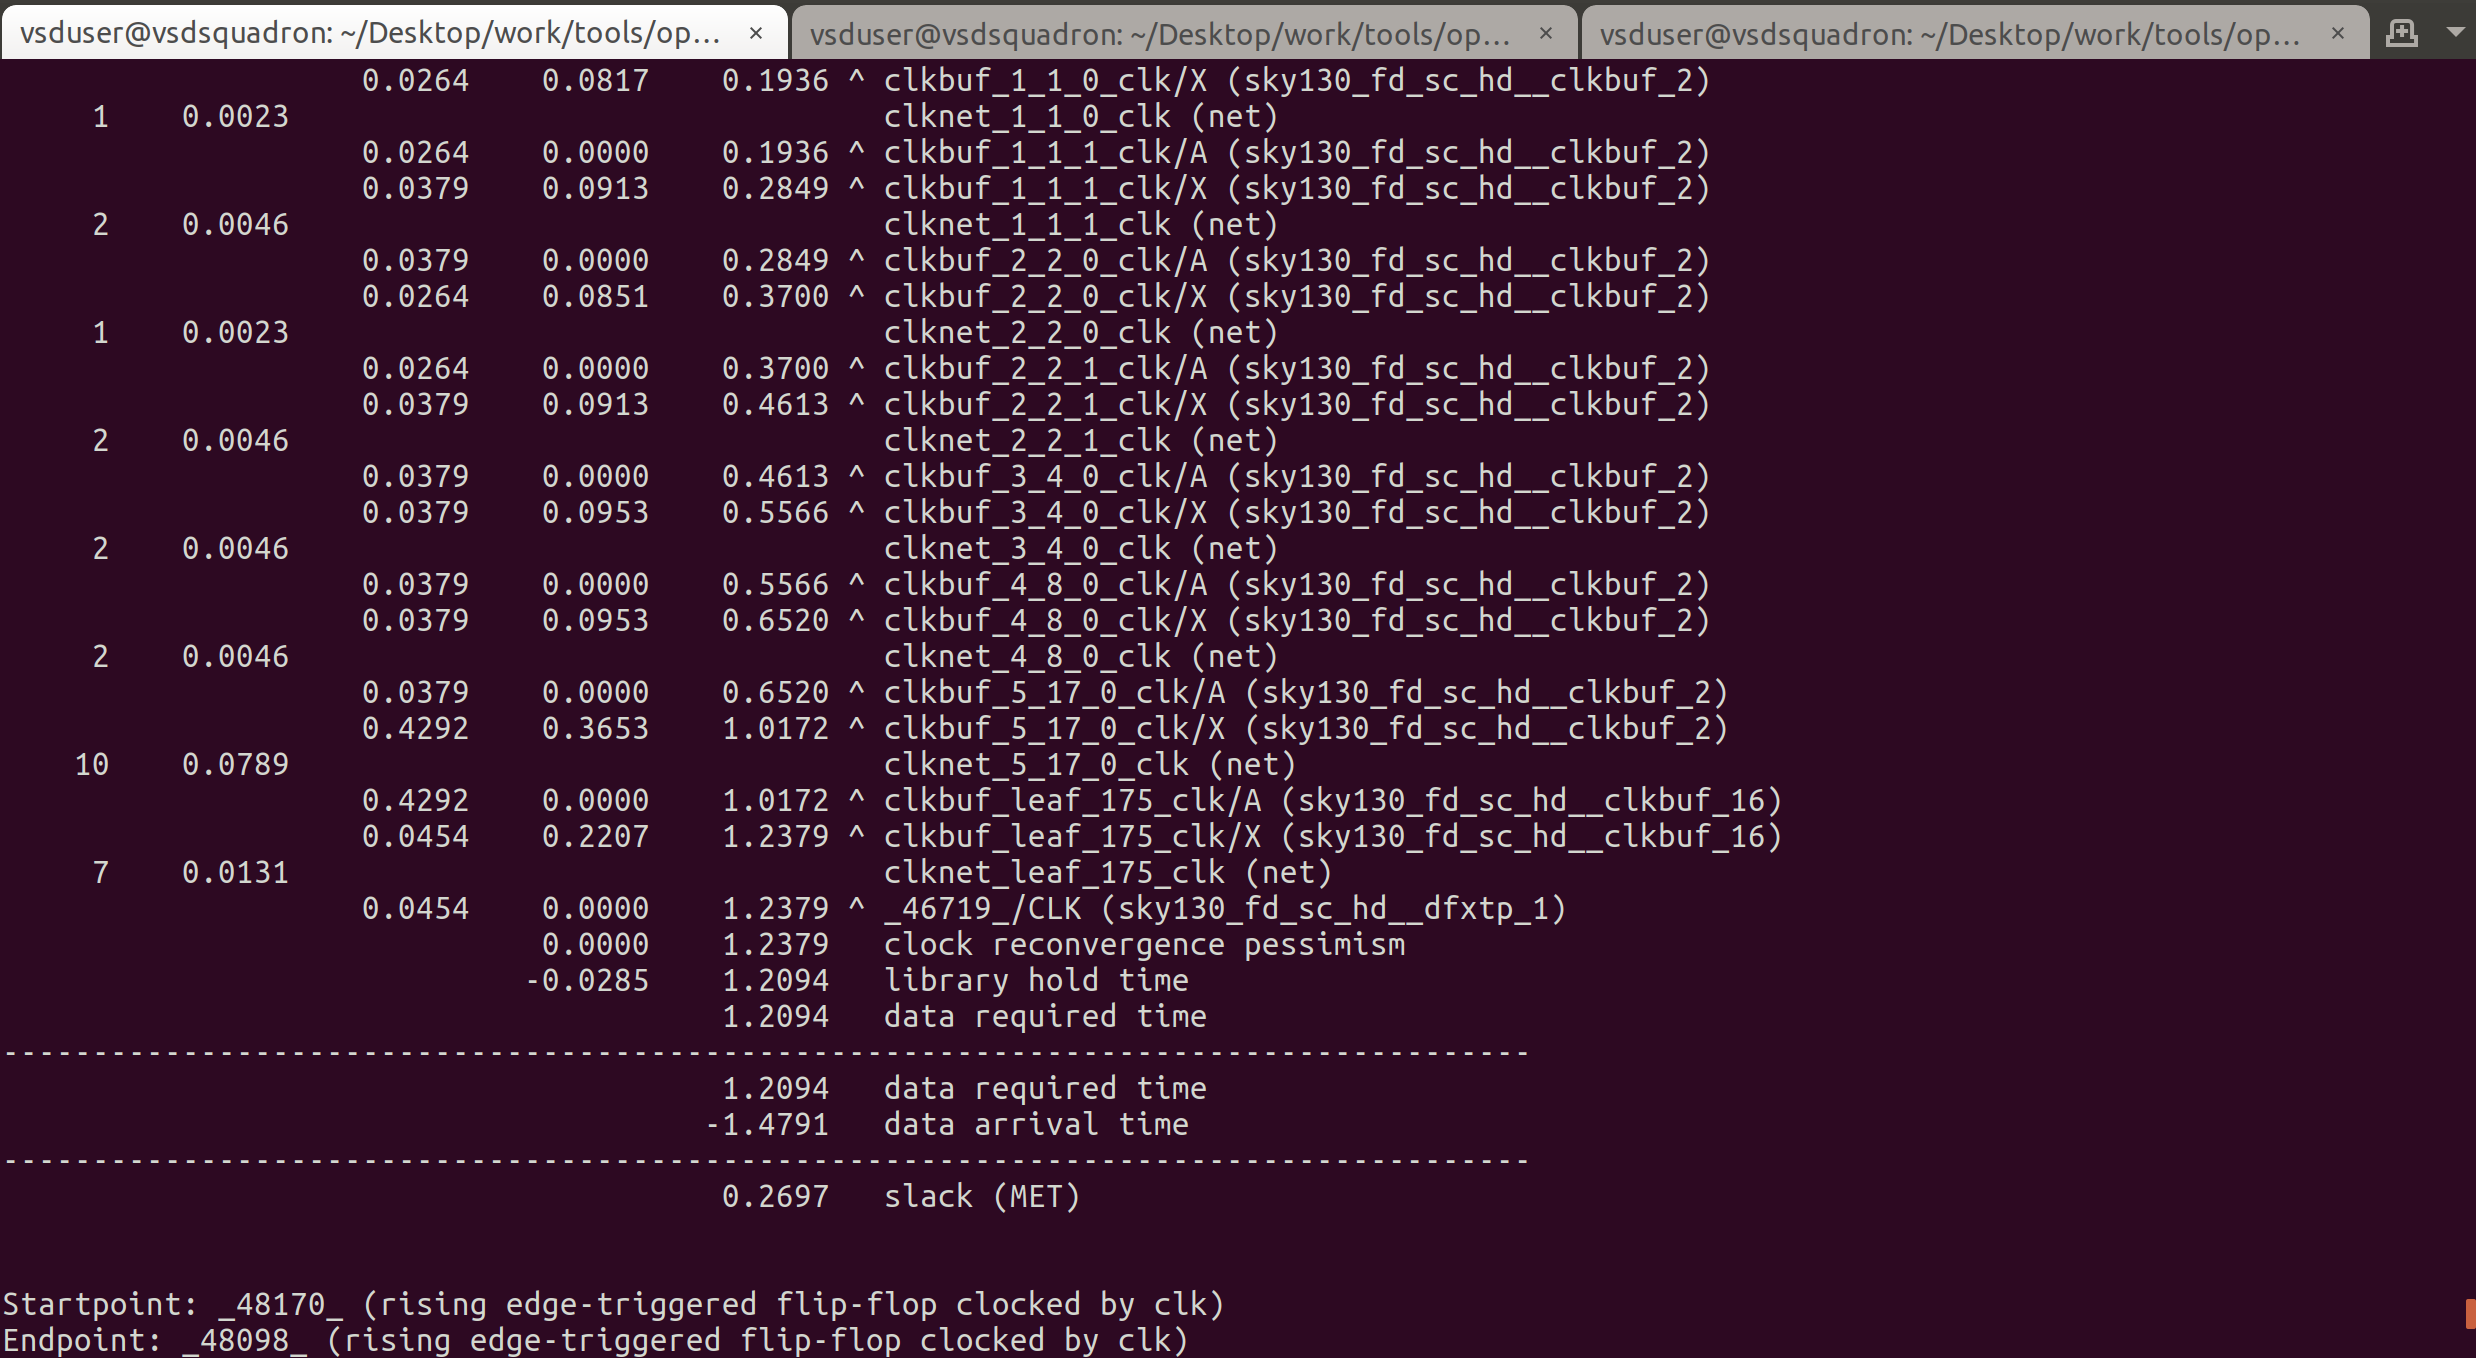 vsduser@vsdsquadron: ~/Desktop/work/tools/op... × vsduser@vsdsquadron: ~/Desktop/work/tools/op... × vsduser@vsdsquadron: ~/Desktop/work/tools/op... ×
0.0264 0.0817 0.1936 ^ clkbuf_1_1_0_clk/X (sky130_fd_sc_hd__clkbuf_2)
1 0.0023 clknet_1_1_0_clk (net)
0.0264 0.0000 0.1936 ^ clkbuf_1_1_1_clk/A (sky130_fd_sc_hd__clkbuf_2)
0.0379 0.0913 0.2849 ^ clkbuf_1_1_1_clk/X (sky130_fd_sc_hd__clkbuf_2)
2 0.0046 clknet_1_1_1_clk (net)
0.0379 0.0000 0.2849 ^ clkbuf_2_2_0_clk/A (sky130_fd_sc_hd__clkbuf_2)
0.0264 0.0851 0.3700 ^ clkbuf_2_2_0_clk/X (sky130_fd_sc_hd__clkbuf_2)
1 0.0023 clknet_2_2_0_clk (net)
0.0264 0.0000 0.3700 ^ clkbuf_2_2_1_clk/A (sky130_fd_sc_hd__clkbuf_2)
0.0379 0.0913 0.4613 ^ clkbuf_2_2_1_clk/X (sky130_fd_sc_hd__clkbuf_2)
2 0.0046 clknet_2_2_1_clk (net)
0.0379 0.0000 0.4613 ^ clkbuf_3_4_0_clk/A (sky130_fd_sc_hd__clkbuf_2)
0.0379 0.0953 0.5566 ^ clkbuf_3_4_0_clk/X (sky130_fd_sc_hd__clkbuf_2)
2 0.0046 clknet_3_4_0_clk (net)
0.0379 0.0000 0.5566 ^ clkbuf_4_8_0_clk/A (sky130_fd_sc_hd__clkbuf_2)
0.0379 0.0953 0.6520 ^ clkbuf_4_8_0_clk/X (sky130_fd_sc_hd__clkbuf_2)
2 0.0046 clknet_4_8_0_clk (net)
0.0379 0.0000 0.6520 ^ clkbuf_5_17_0_clk/A (sky130_fd_sc_hd__clkbuf_2)
0.4292 0.3653 1.0172 ^ clkbuf_5_17_0_clk/X (sky130_fd_sc_hd__clkbuf_2)
10 0.0789 clknet_5_17_0_clk (net)
0.4292 0.0000 1.0172 ^ clkbuf_leaf_175_clk/A (sky130_fd_sc_hd__clkbuf_16)
0.0454 0.2207 1.2379 ^ clkbuf_leaf_175_clk/X (sky130_fd_sc_hd__clkbuf_16)
7 0.0131 clknet_leaf_175_clk (net)
0.0454 0.0000 1.2379 ^ _46719_/CLK (sky130_fd_sc_hd__dfxtp_1)
0.0000 1.2379 clock reconvergence pessimism
-0.0285 1.2094 library hold time
1.2094 data required time
-------------------------------------------------------------------------------------
1.2094 data required time
-1.4791 data arrival time
-------------------------------------------------------------------------------------
0.2697 slack (MET)
Startpoint: _48170_ (rising edge-triggered flip-flop clocked by clk)
Endpoint: _48098_ (rising edge-triggered flip-flop clocked by clk)